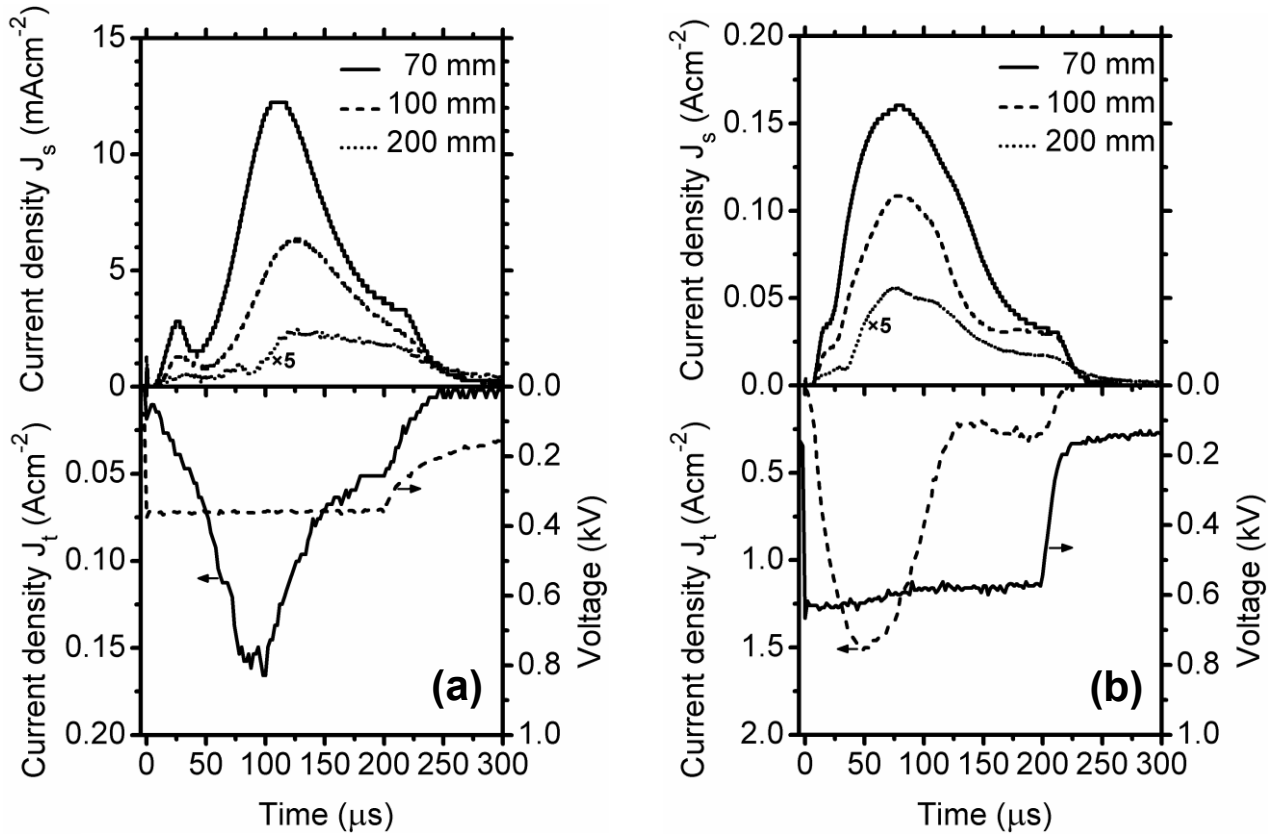 Current density Jₛ (mAcm⁻²)
15
10
5
0
70 mm
100 mm
200 mm
×5
Current density Jₜ (Acm⁻²)
0.05
0.10
0.15
0.20
0.0
0.2
0.4
0.6
0.8
1.0
Voltage (kV)
(a)
0 50 100 150 200 250 300
Time (μs)
Current density Jₛ (Acm⁻²)
0.20
0.15
0.10
0.05
0.00
70 mm
100 mm
200 mm
×5
Current density Jₜ (Acm⁻²)
0.5
1.0
1.5
2.0
0.0
0.2
0.4
0.6
0.8
1.0
Voltage (kV)
(b)
0 50 100 150 200 250 300
Time (μs)